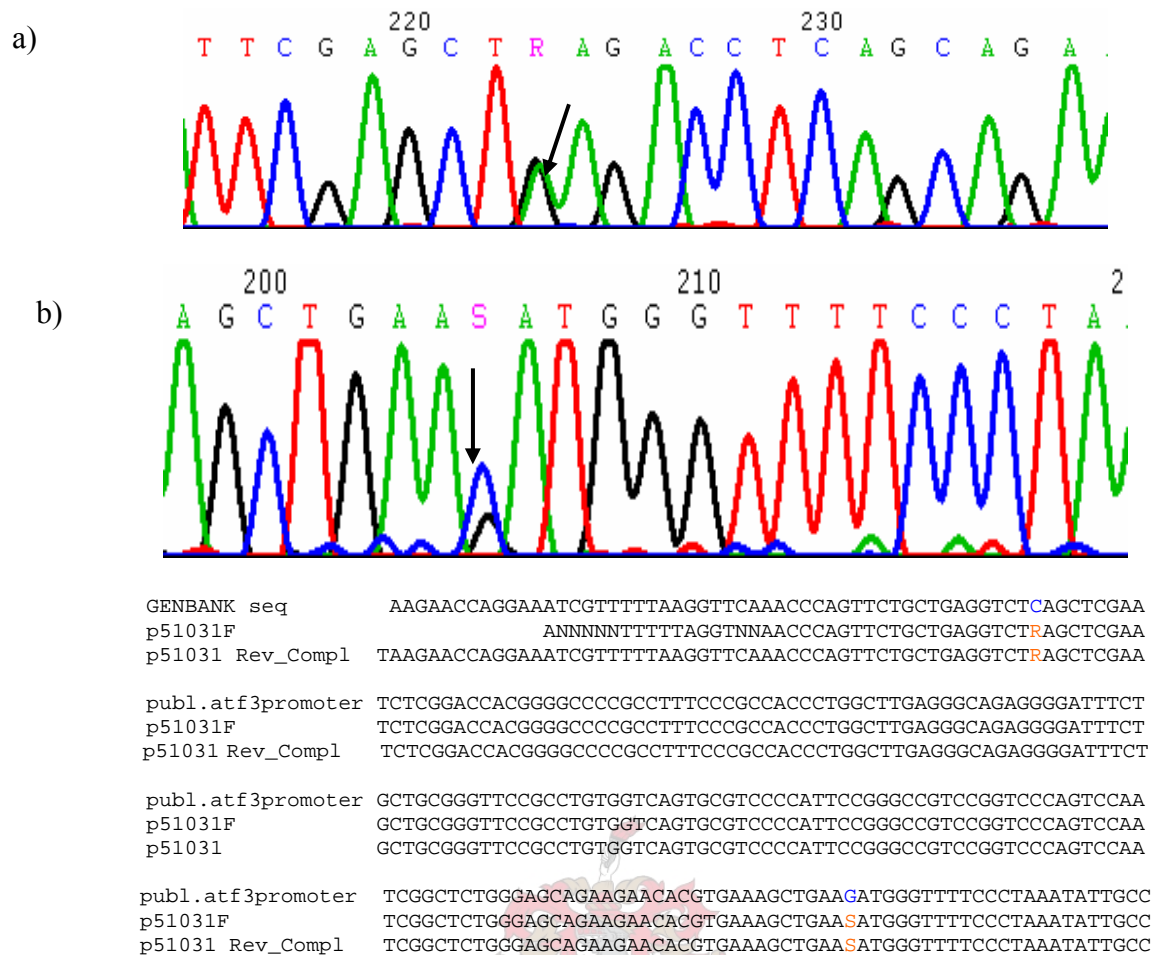 a)
220 230
T T C G A G C T R A G A C C T C A G C A G A
b)
200 210 2
A G C T G A A S A T G G G T T T T C C C T A
GENBANK seq AAGAACCAGGAAATCGTTTTTAAGGTTCAAACCCAGTTCTGCTGAGGTCTCAGCTCGAA
p51031F ANNNNNTTTTTAGGTNNAACCCAGTTCTGCTGAGGTCTRAGCTCGAA
p51031 Rev_Compl TAAGAACCAGGAAATCGTTTTTAAGGTTCAAACCCAGTTCTGCTGAGGTCTRAGCTCGAA
publ.atf3promoter TCTCGGACCACGGGGCCCCGCCTTTCCCGCCACCCTGGCTTGAGGGCAGAGGGGATTTCT
p51031F TCTCGGACCACGGGGCCCCGCCTTTCCCGCCACCCTGGCTTGAGGGCAGAGGGGATTTCT
p51031 Rev_Compl TCTCGGACCACGGGGCCCCGCCTTTCCCGCCACCCTGGCTTGAGGGCAGAGGGGATTTCT
publ.atf3promoter GCTGCGGGTTCCGCCTGTGGTCAGTGCGTCCCCATTCCGGGCCGTCCGGTCCCAGTCCAA
p51031F GCTGCGGGTTCCGCCTGTGGTCAGTGCGTCCCCATTCCGGGCCGTCCGGTCCCAGTCCAA
p51031 GCTGCGGGTTCCGCCTGTGGTCAGTGCGTCCCCATTCCGGGCCGTCCGGTCCCAGTCCAA
publ.atf3promoter TCGGCTCTGGGAGCAGAAGAACACGTGAAAGCTGAAGATGGGTTTTCCCTAAATATTGCC
p51031F TCGGCTCTGGGAGCAGAAGAACACGTGAAAGCTGAASATGGGTTTTCCCTAAATATTGCC
p51031 Rev_Compl TCGGCTCTGGGAGCAGAAGAACACGTGAAAGCTGAASATGGGTTTTCCCTAAATATTGCC